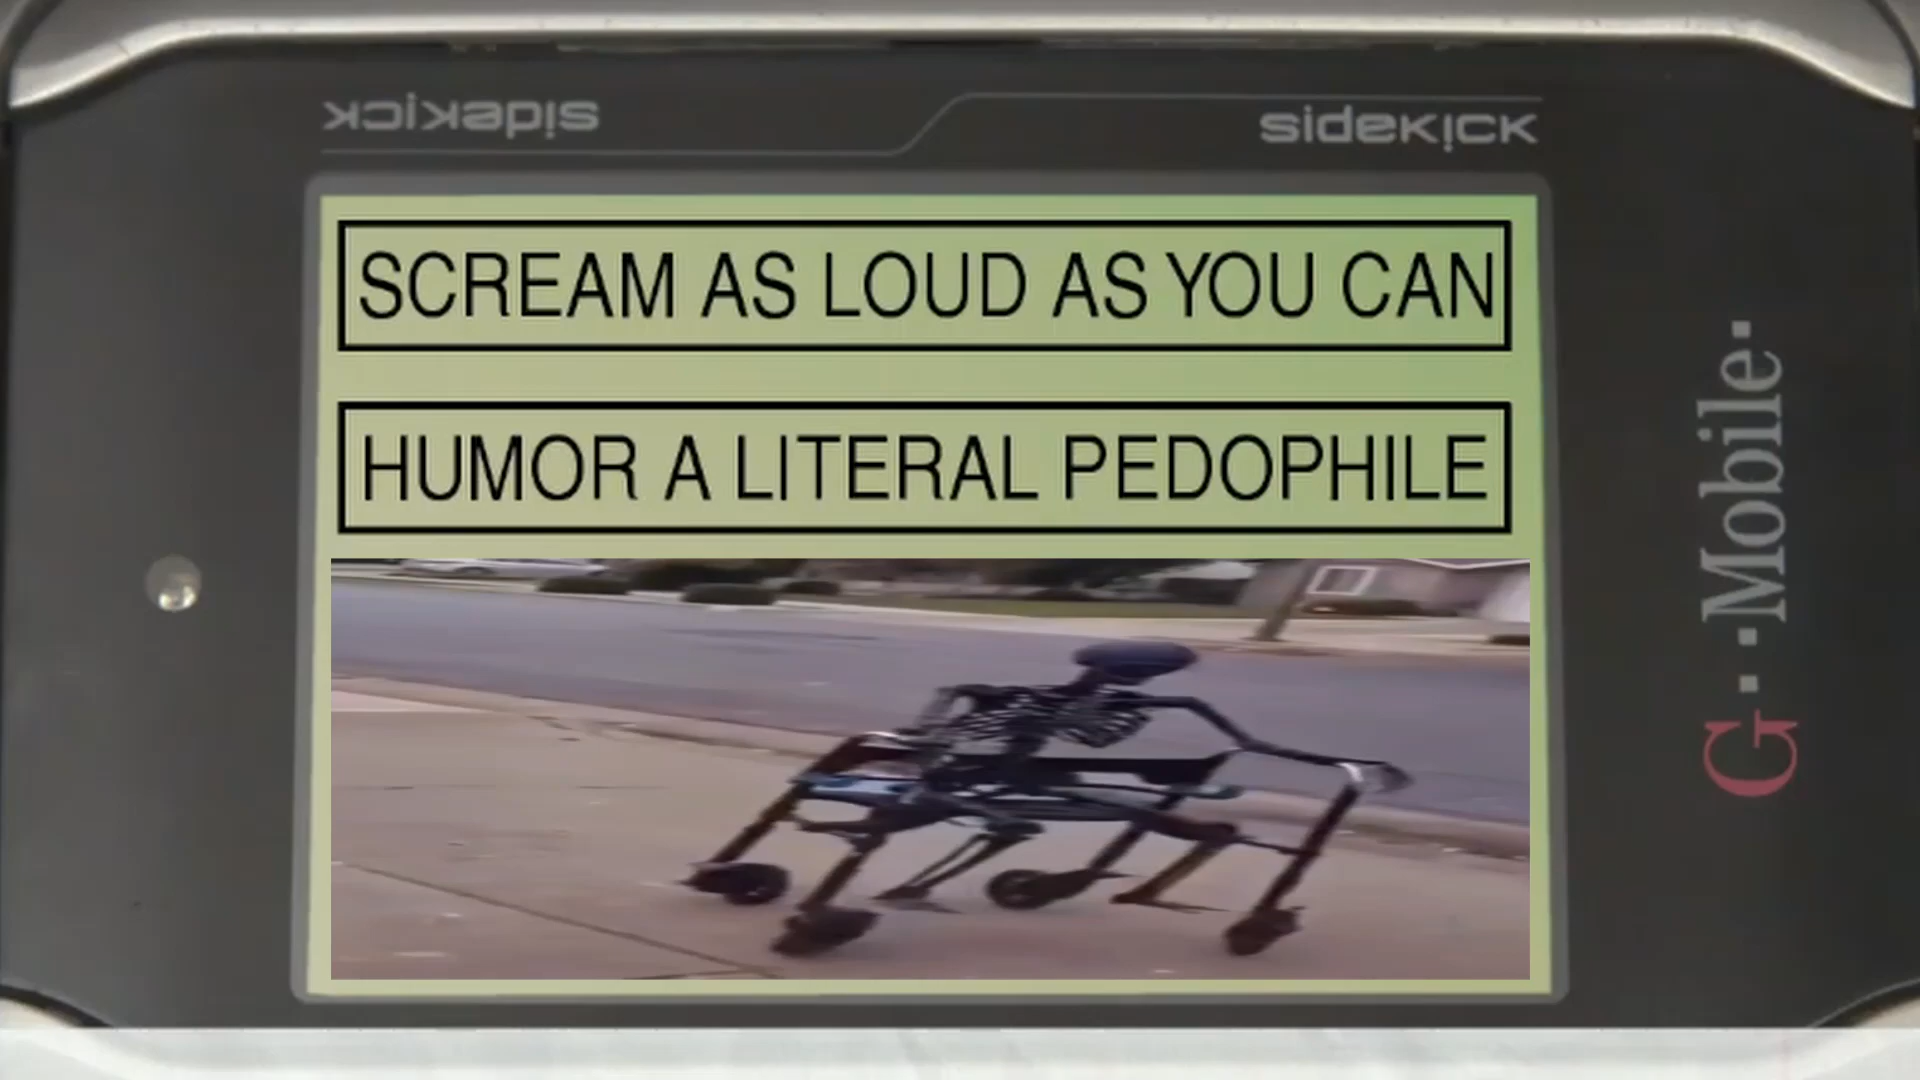 sidekick
sidekick
SCREAM AS LOUD AS YOU CAN
HUMOR A LITERAL PEDOPHILE
G··Mobile·